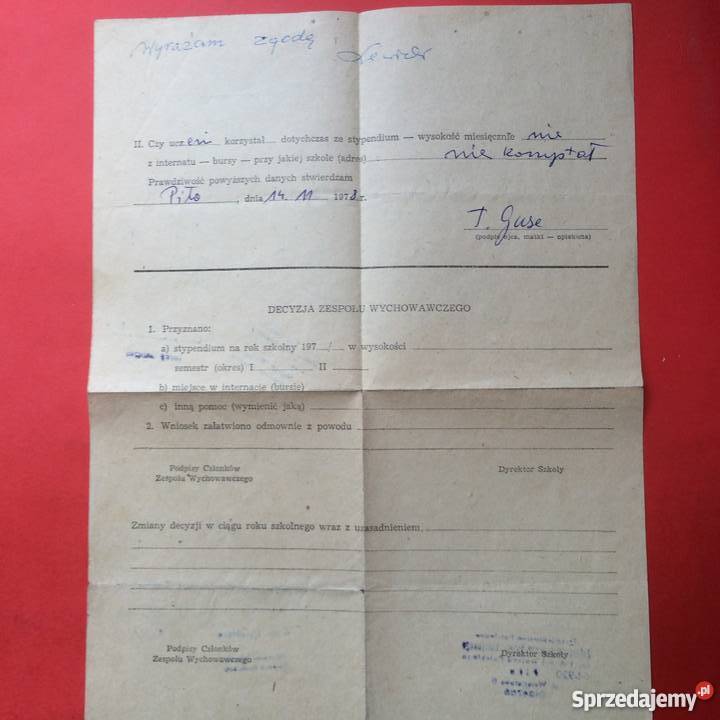 Wyrażam zgodę
II. Czy uczeń korzystał dotychczas ze stypendium — wysokość miesięcznie nie
z internatu — bursy — przy jakiej szkole (adres) nie korzystał
Prawdziwość powyższych danych stwierdzam
Piła, dnia 14. 11 1978 r.
T. Guse
(podpis ojca, matki — opiekuna)
DECYZJA ZESPOŁU WYCHOWAWCZEGO
1. Przyznano:
a) stypendium na rok szkolny 197 / w wysokości
semestr (okres) I II
b) miejsce w internacie (bursie)
c) inną pomoc (wymienić jaką)
2. Wniosek załatwiono odmownie z powodu
Podpisy Członków Dyrektor Szkoły
Zespołu Wychowawczego
Zmiany decyzji w ciągu roku szkolnego wraz z uzasadnieniem
Podpisy Członków Dyrektor Szkoły
Zespołu Wychowawczego
Sprzedajemy.pl